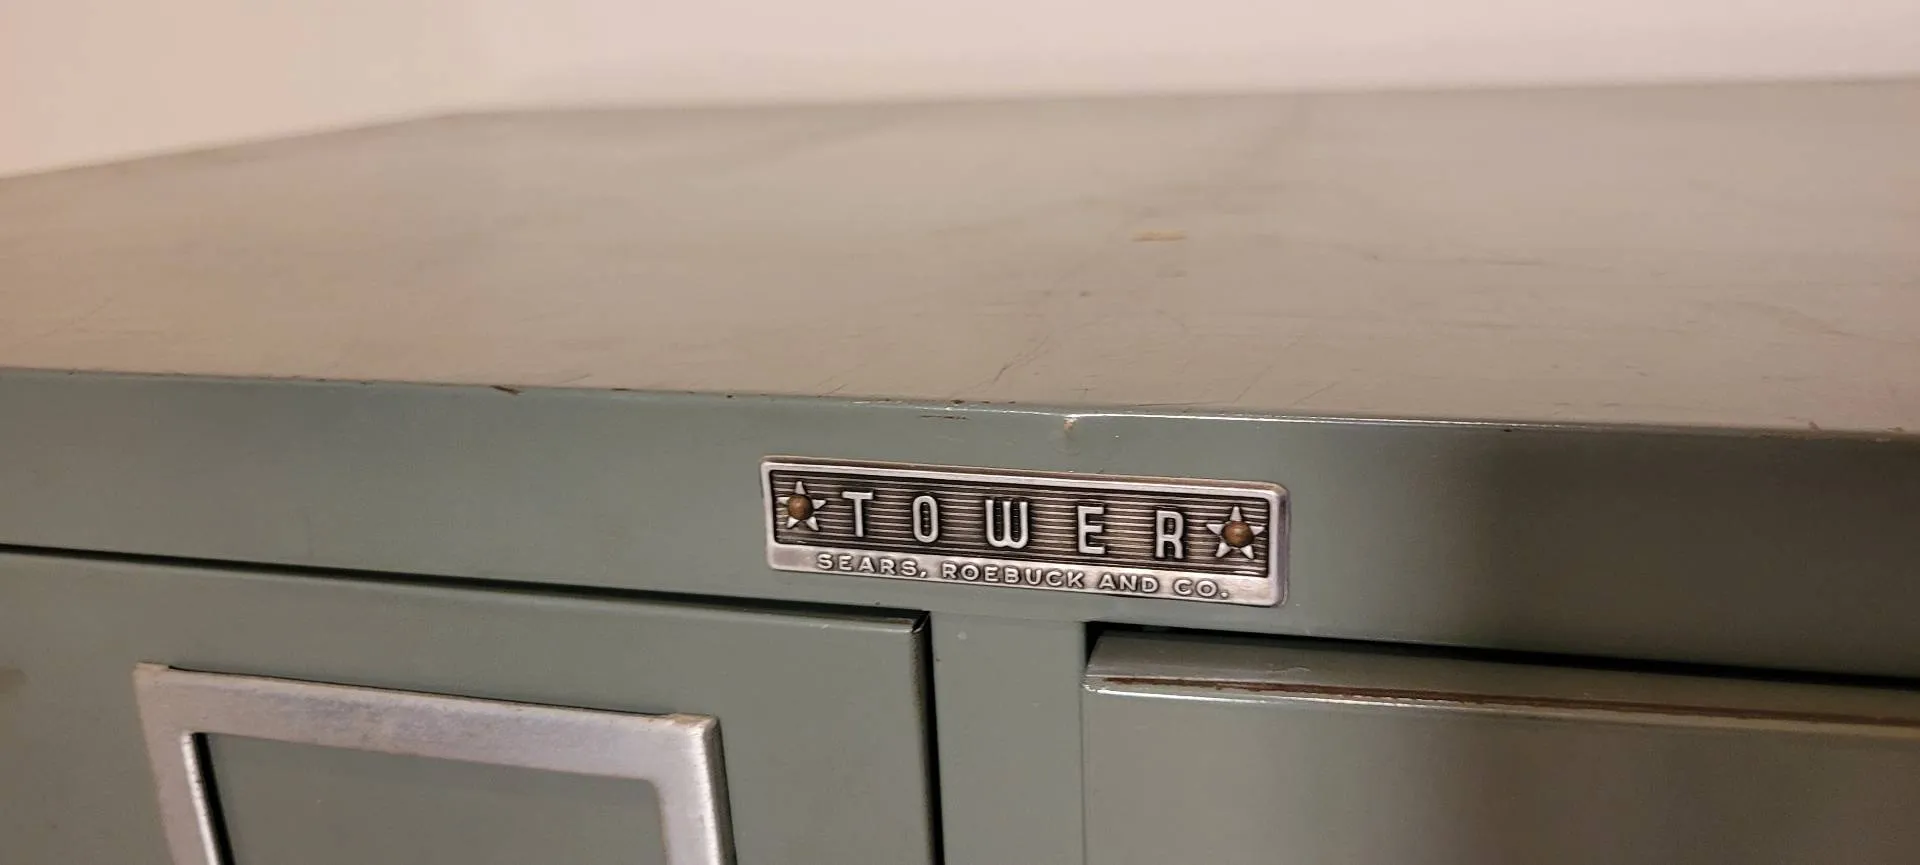 TOWER
SEARS, ROEBUCK AND CO.